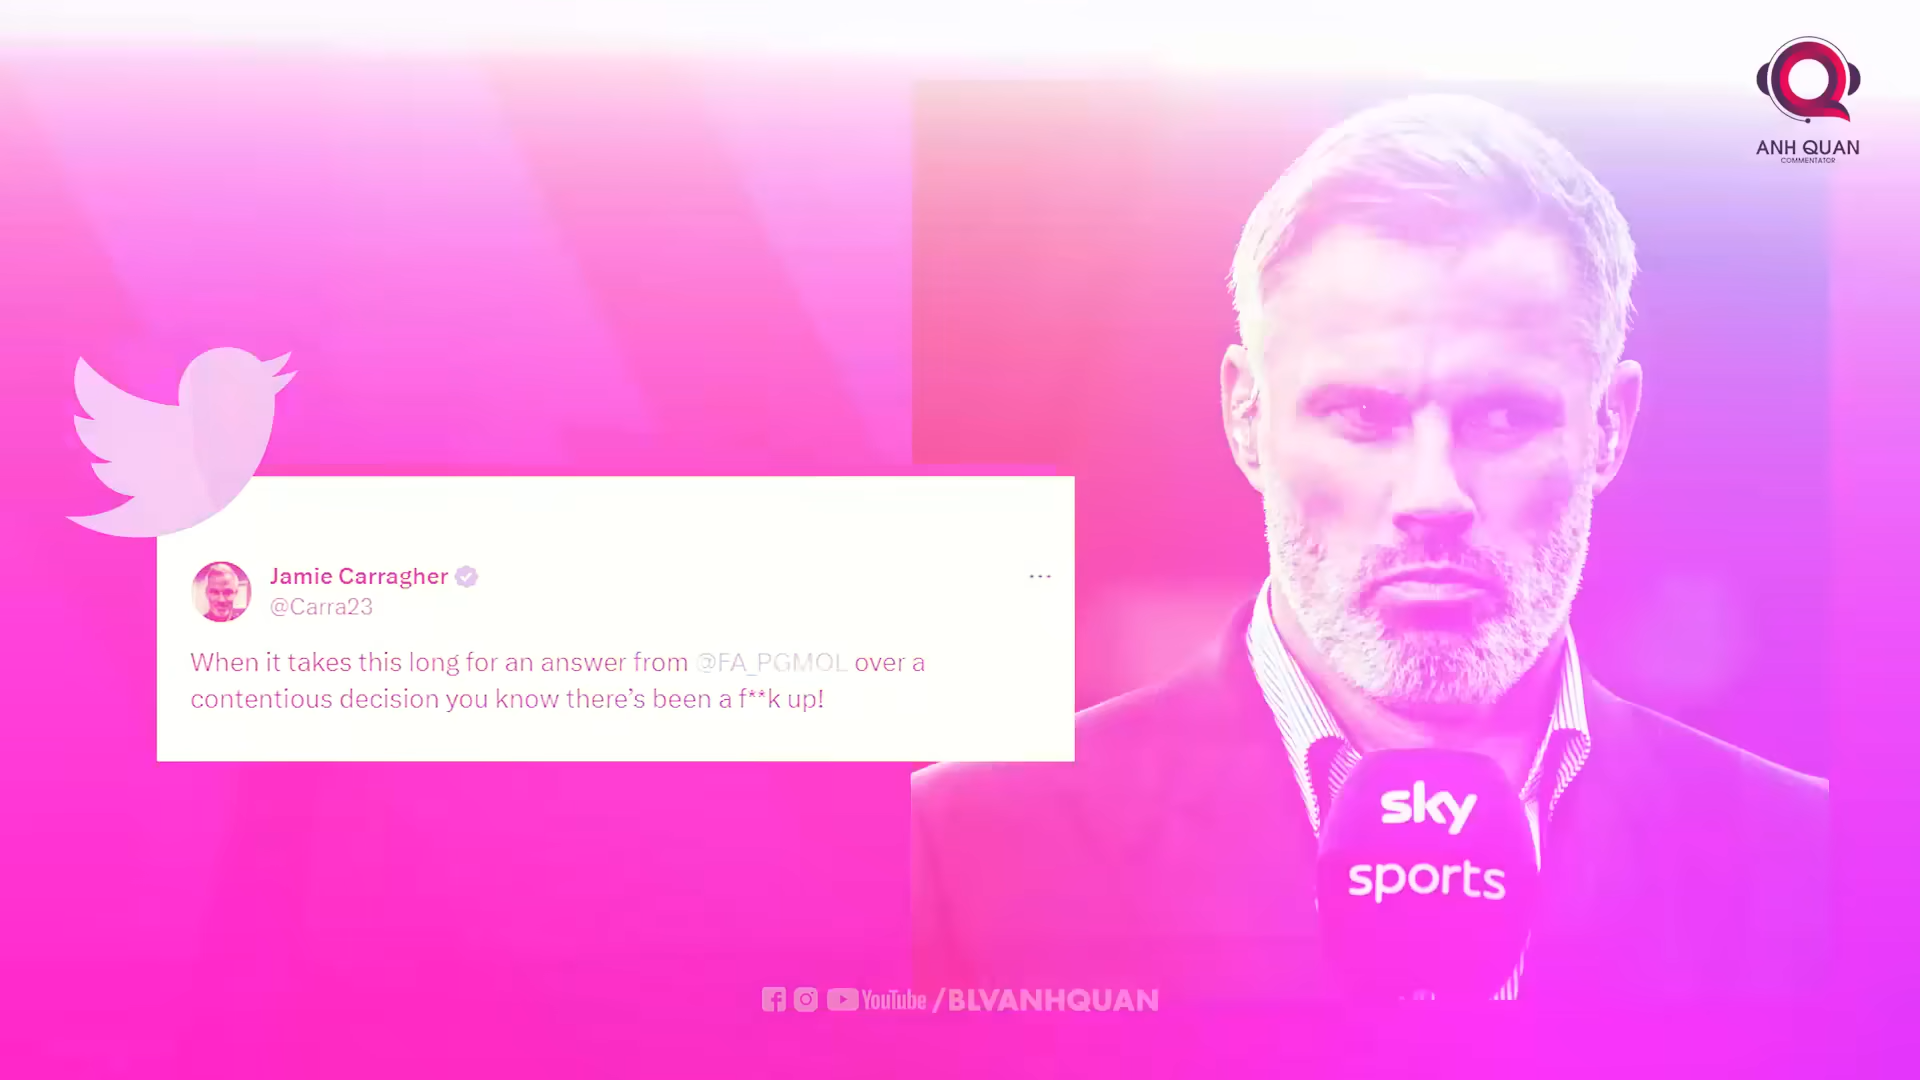 ANH QUAN
COMMENTATOR
Jamie Carragher
@Carra23
When it takes this long for an answer from @FA_PGMOL over a
contentious decision you know there’s been a f**k up!
sky
sports
YouTube /BLVANHQUAN